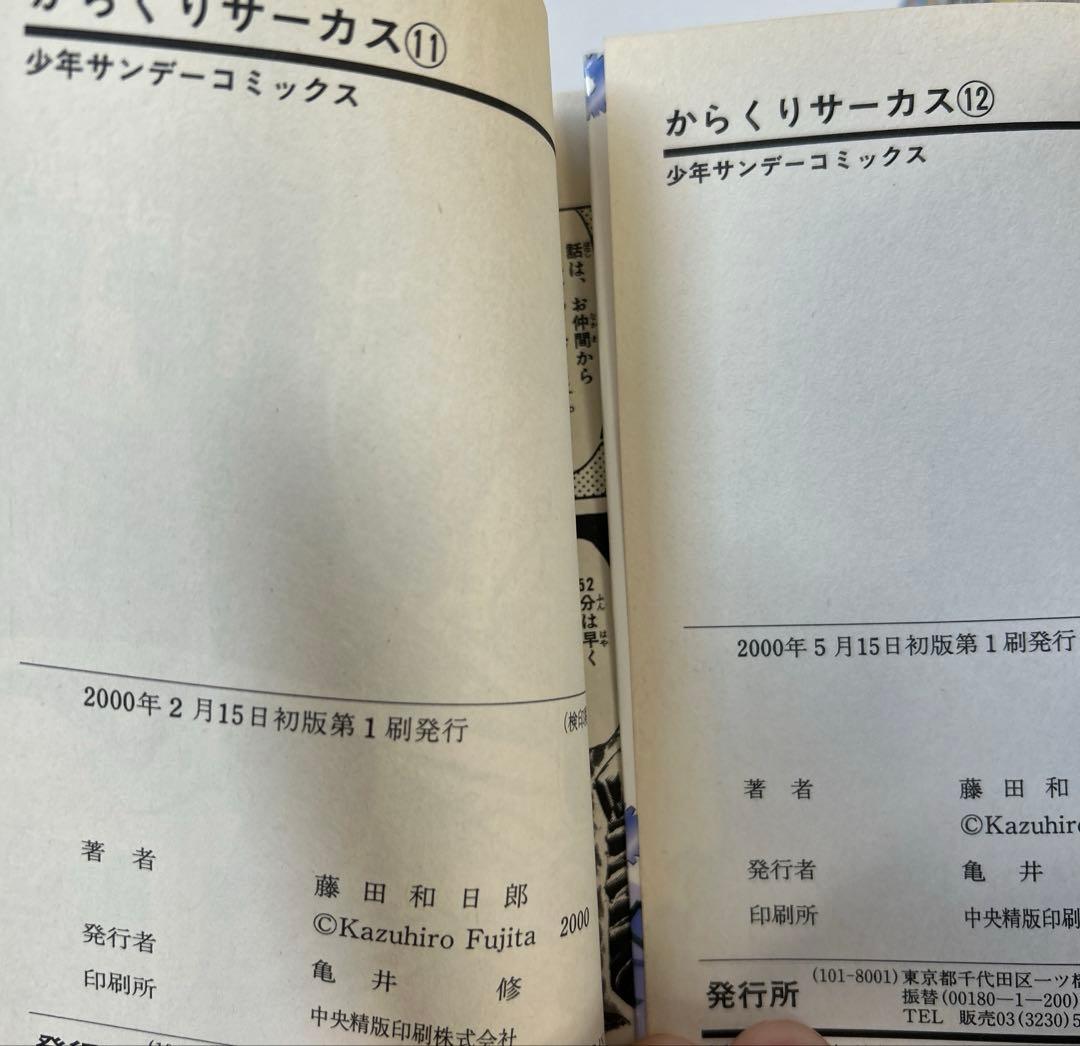 からくりサーカス⑪
少年サンデーコミックス
2000年2月15日初版第1刷発行
(検印
著者
藤田和日郎
©Kazuhiro Fujita 2000
発行者
亀井 修
印刷所
中央精版印刷株式会社
話は、お仲間から
52
分は早く
からくりサーカス⑫
少年サンデーコミックス
2000年5月15日初版第1刷発行
著者
藤田和
©Kazuhiro
発行者
亀井
印刷所
中央精版印刷
発行所
(101-8001)東京都千代田区一ツ橋
振替(00180—1—200)
TEL 販売03(3230)5